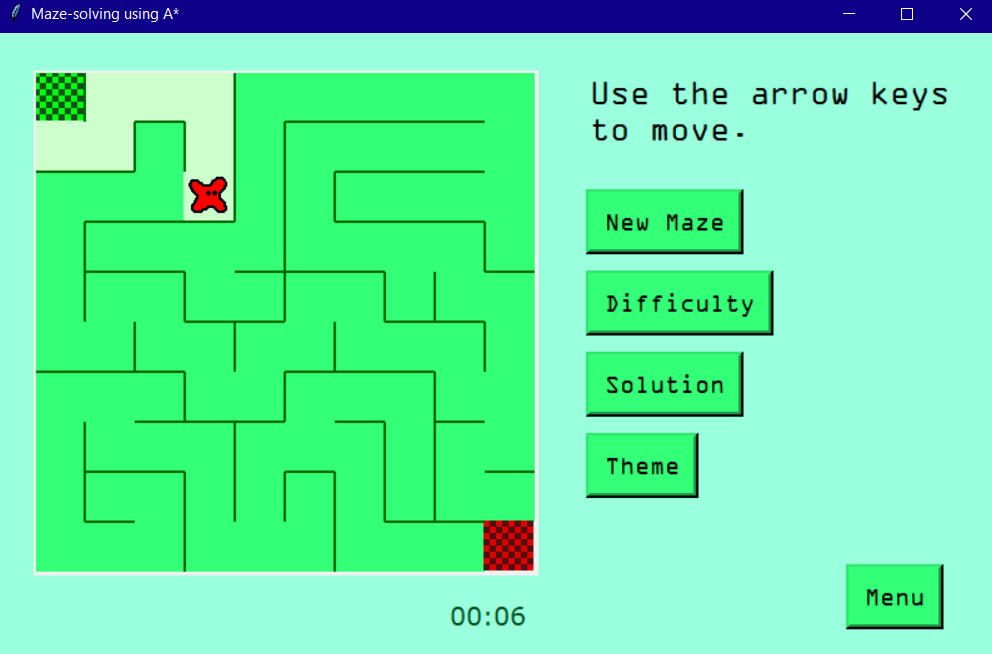 Maze-solving using A*
Use the arrow keys
to move.
New Maze
Difficulty
Solution
Theme
Menu
00:06